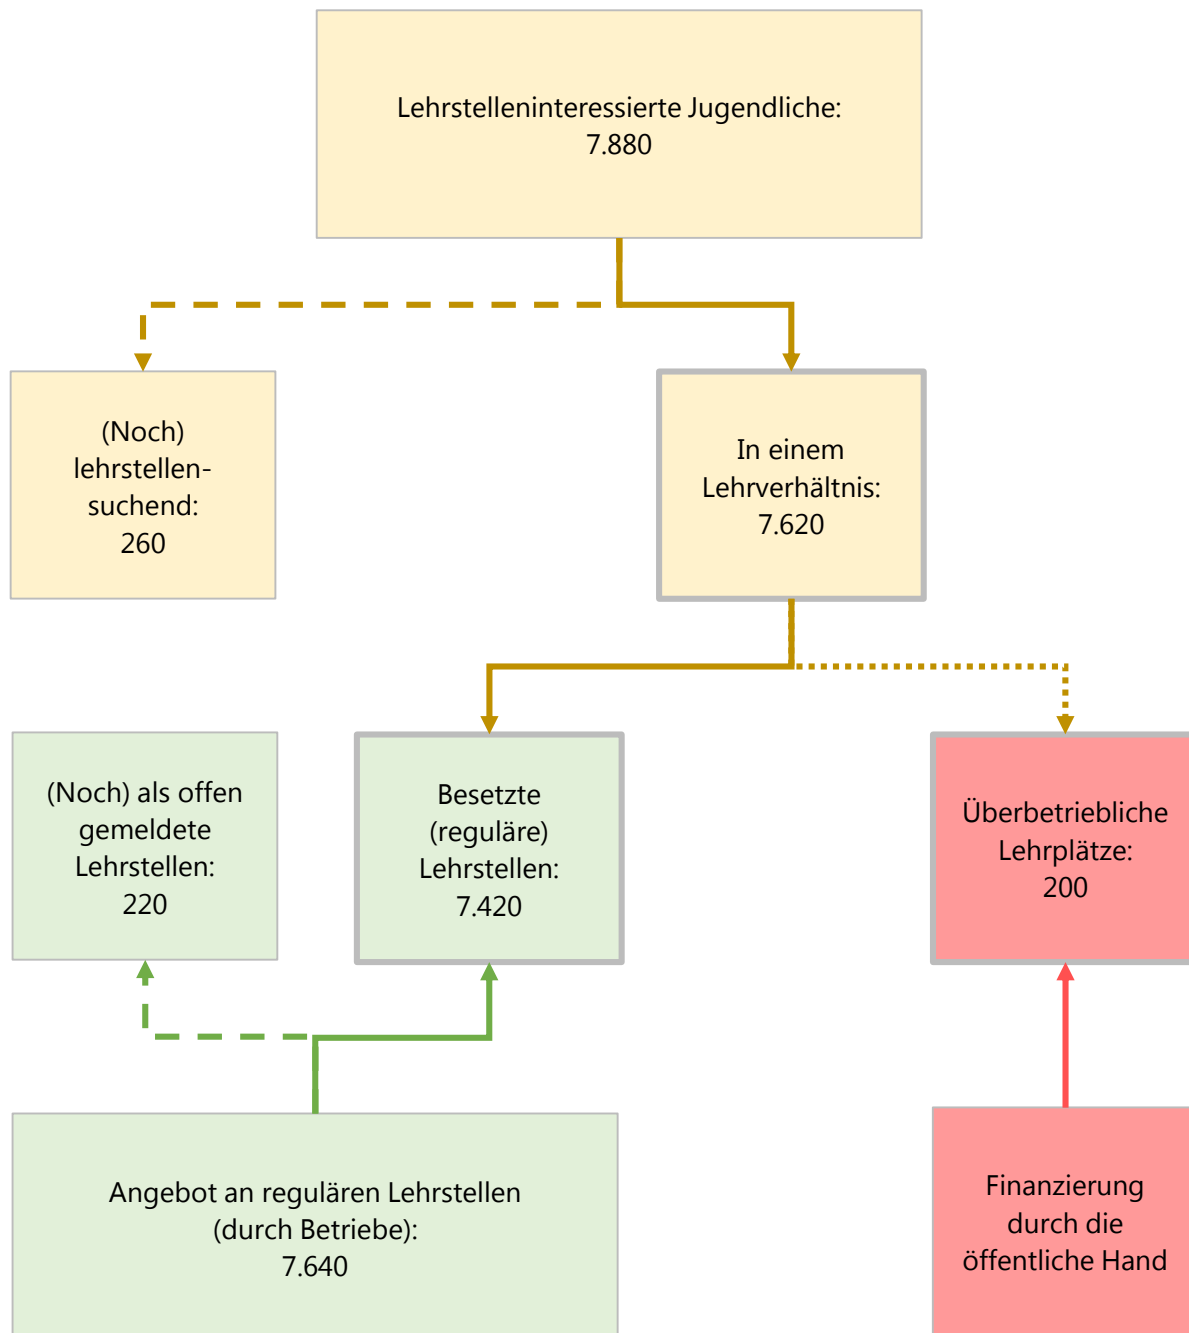 Lehrstelleninteressierte Jugendliche:
7.880
(Noch)
lehrstellen-
suchend:
260
In einem
Lehrverhältnis:
7.620
(Noch) als offen
gemeldete
Lehrstellen:
220
Besetzte
(reguläre)
Lehrstellen:
7.420
Überbetriebliche
Lehrplätze:
200
Angebot an regulären Lehrstellen
(durch Betriebe):
7.640
Finanzierung
durch die
öffentliche Hand